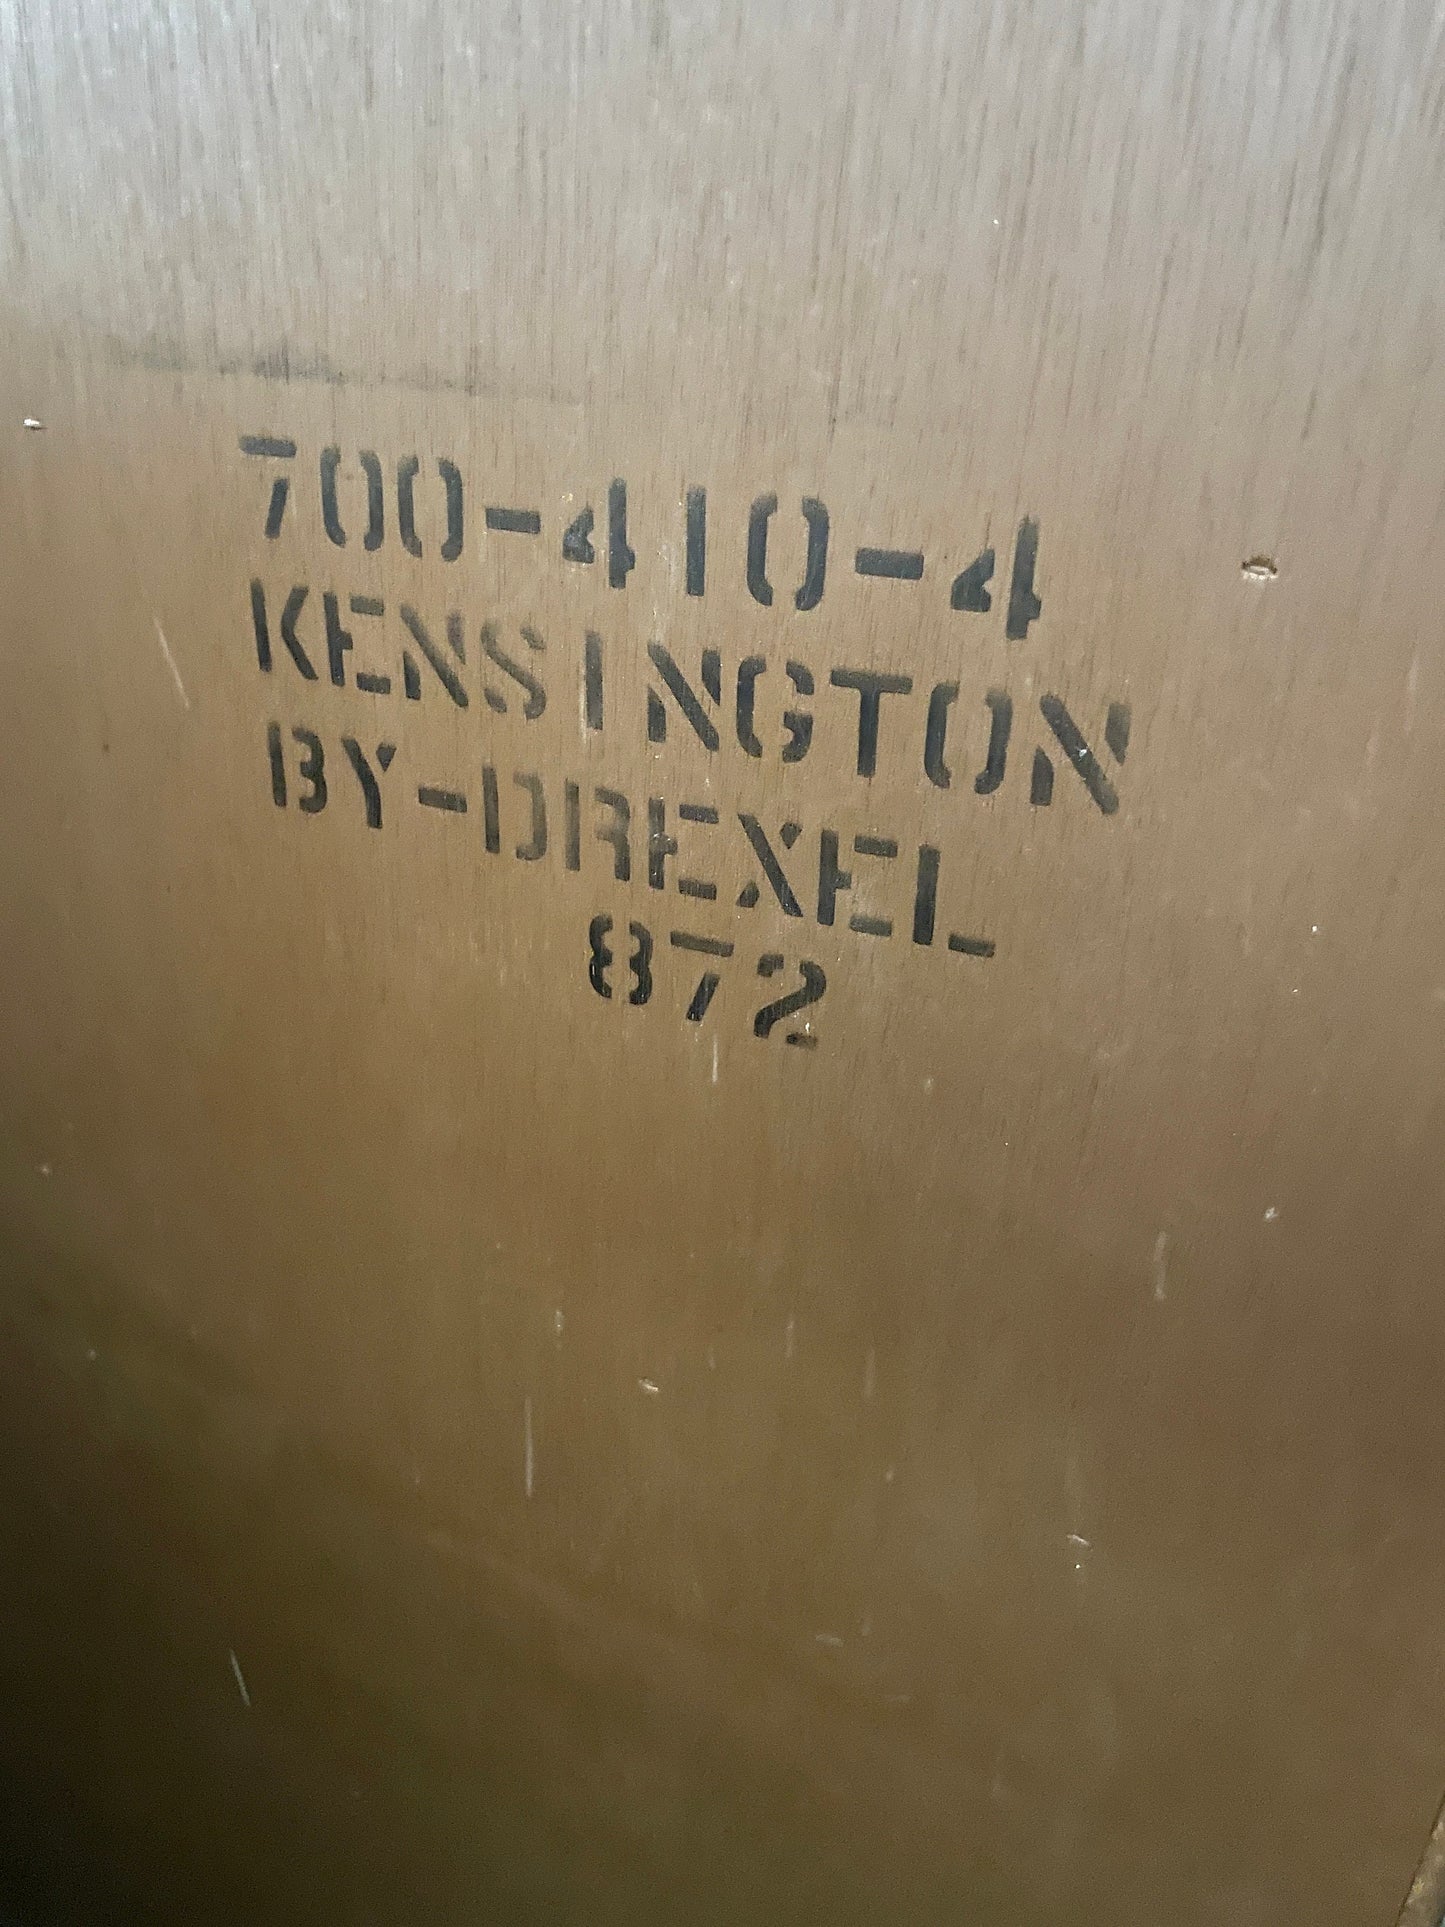 700-410-4
KENSINGTON
BY-DREXEL
872